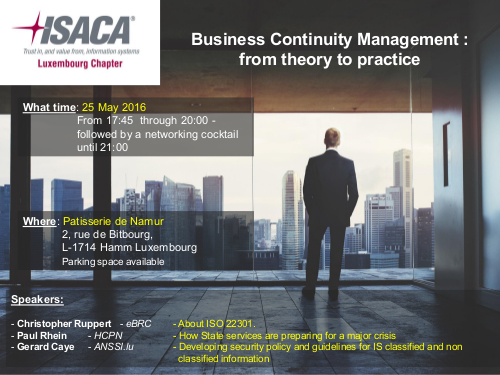 ISACA®
Trust in, and value from, information systems
Luxembourg Chapter
Business Continuity Management :
from theory to practice
What time: 25 May 2016
From 17:45 through 20:00 -
followed by a networking cocktail
until 21:00
Where: Patisserie de Namur
2, rue de Bitbourg,
L-1714 Hamm Luxembourg
Parking space available
Speakers:
- Christopher Ruppert - eBRC - About ISO 22301.
- Paul Rhein - HCPN - How State services are preparing for a major crisis
- Gerard Caye - ANSSI.lu - Developing security policy and guidelines for IS classified and non
classified information